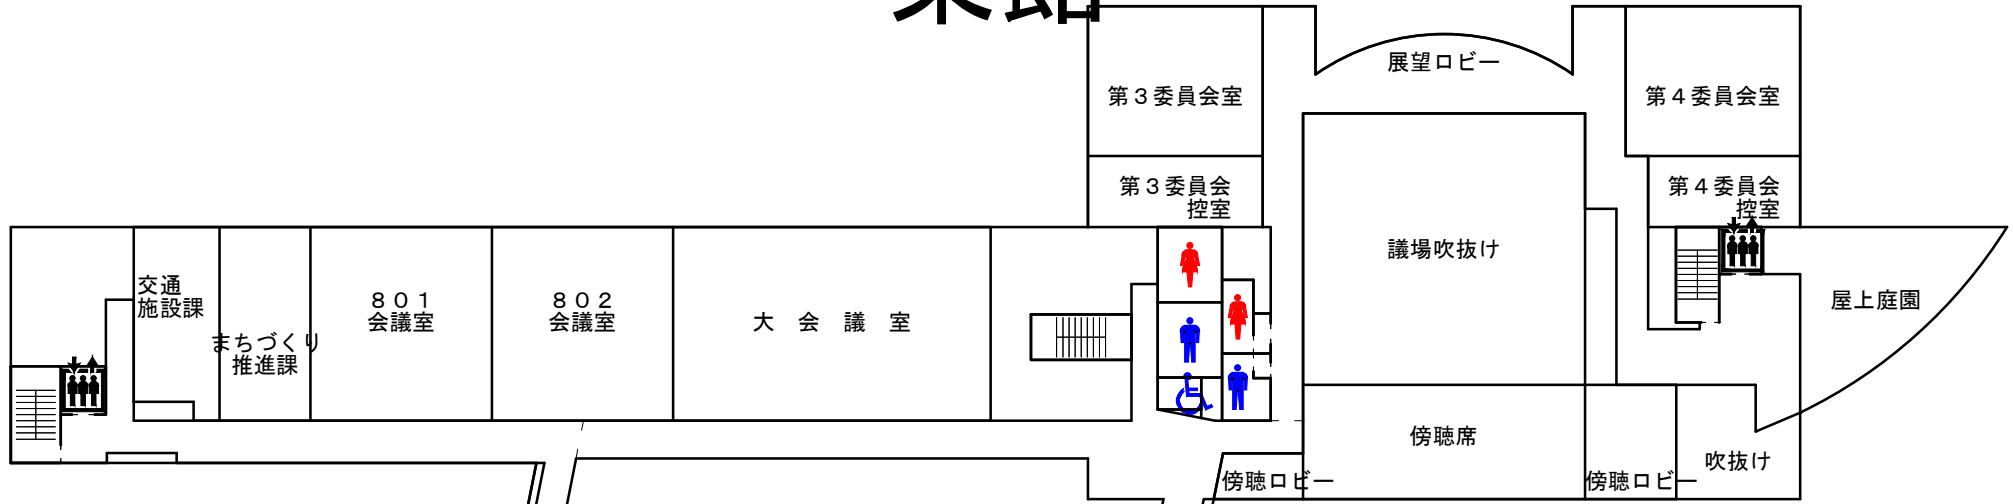 展望ロビー
第３委員会室
第４委員会室
第３委員会
控室
第４委員会
控室
議場吹抜け
交通
施設課
まちづくり
推進課
８０１
会議室
８０２
会議室
大　会　議　室
屋上庭園
傍聴席
傍聴ロビー
傍聴ロビー
吹抜け